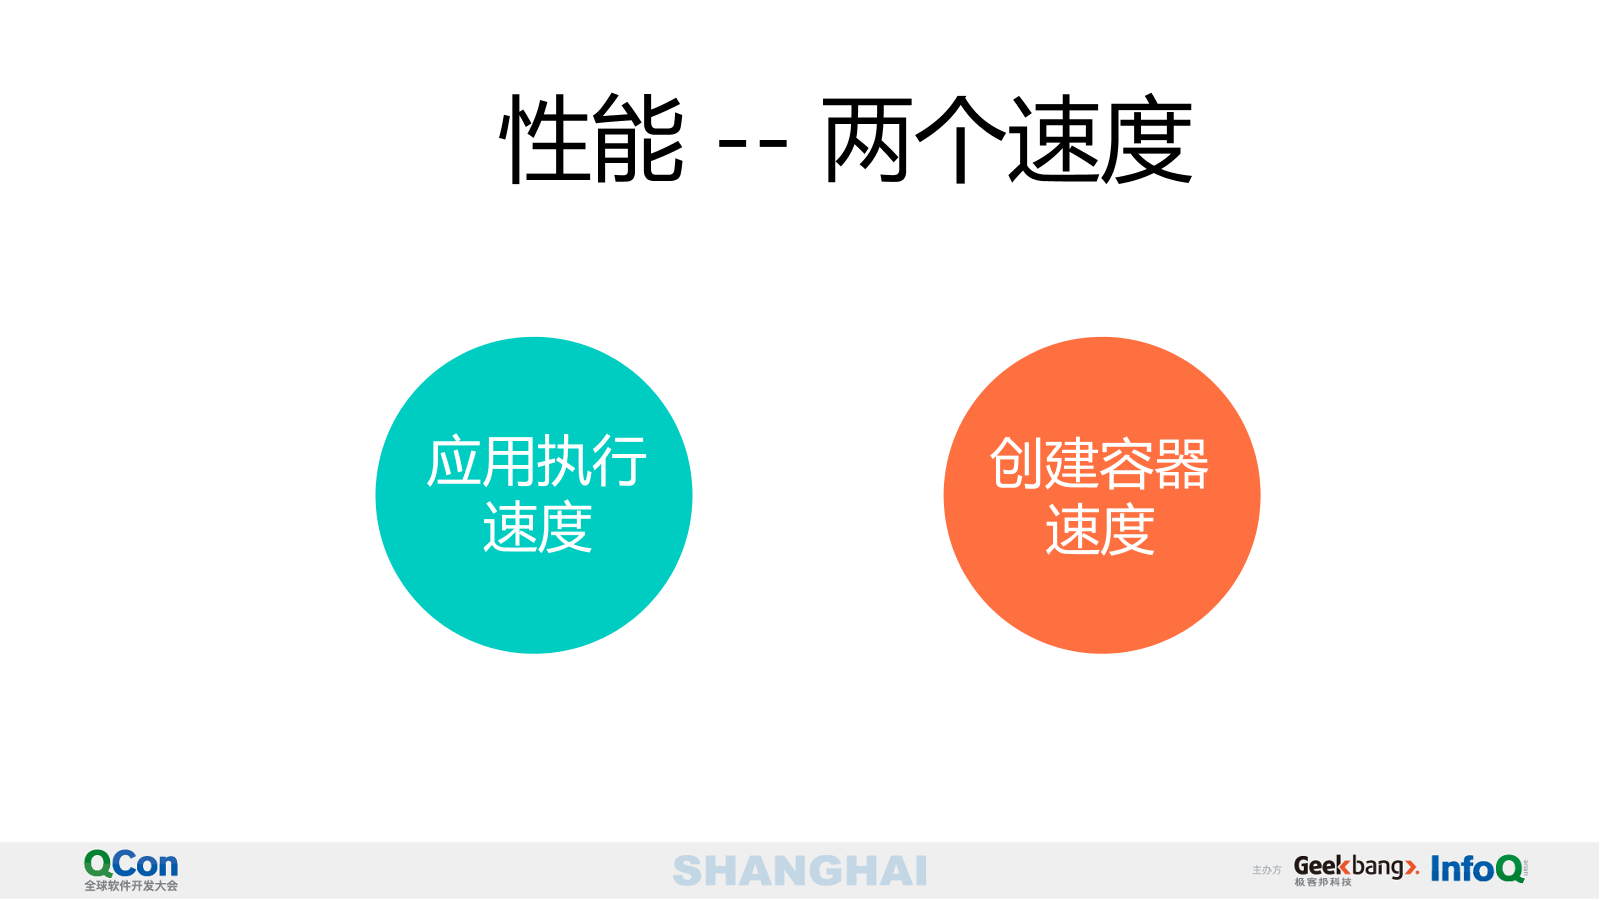 性能 -- 两个速度
应用执行
速度
创建容器
速度
QCon
全球软件开发大会
SHANGHAI
主办方
Geekbang>.
极客邦科技
InfoQ